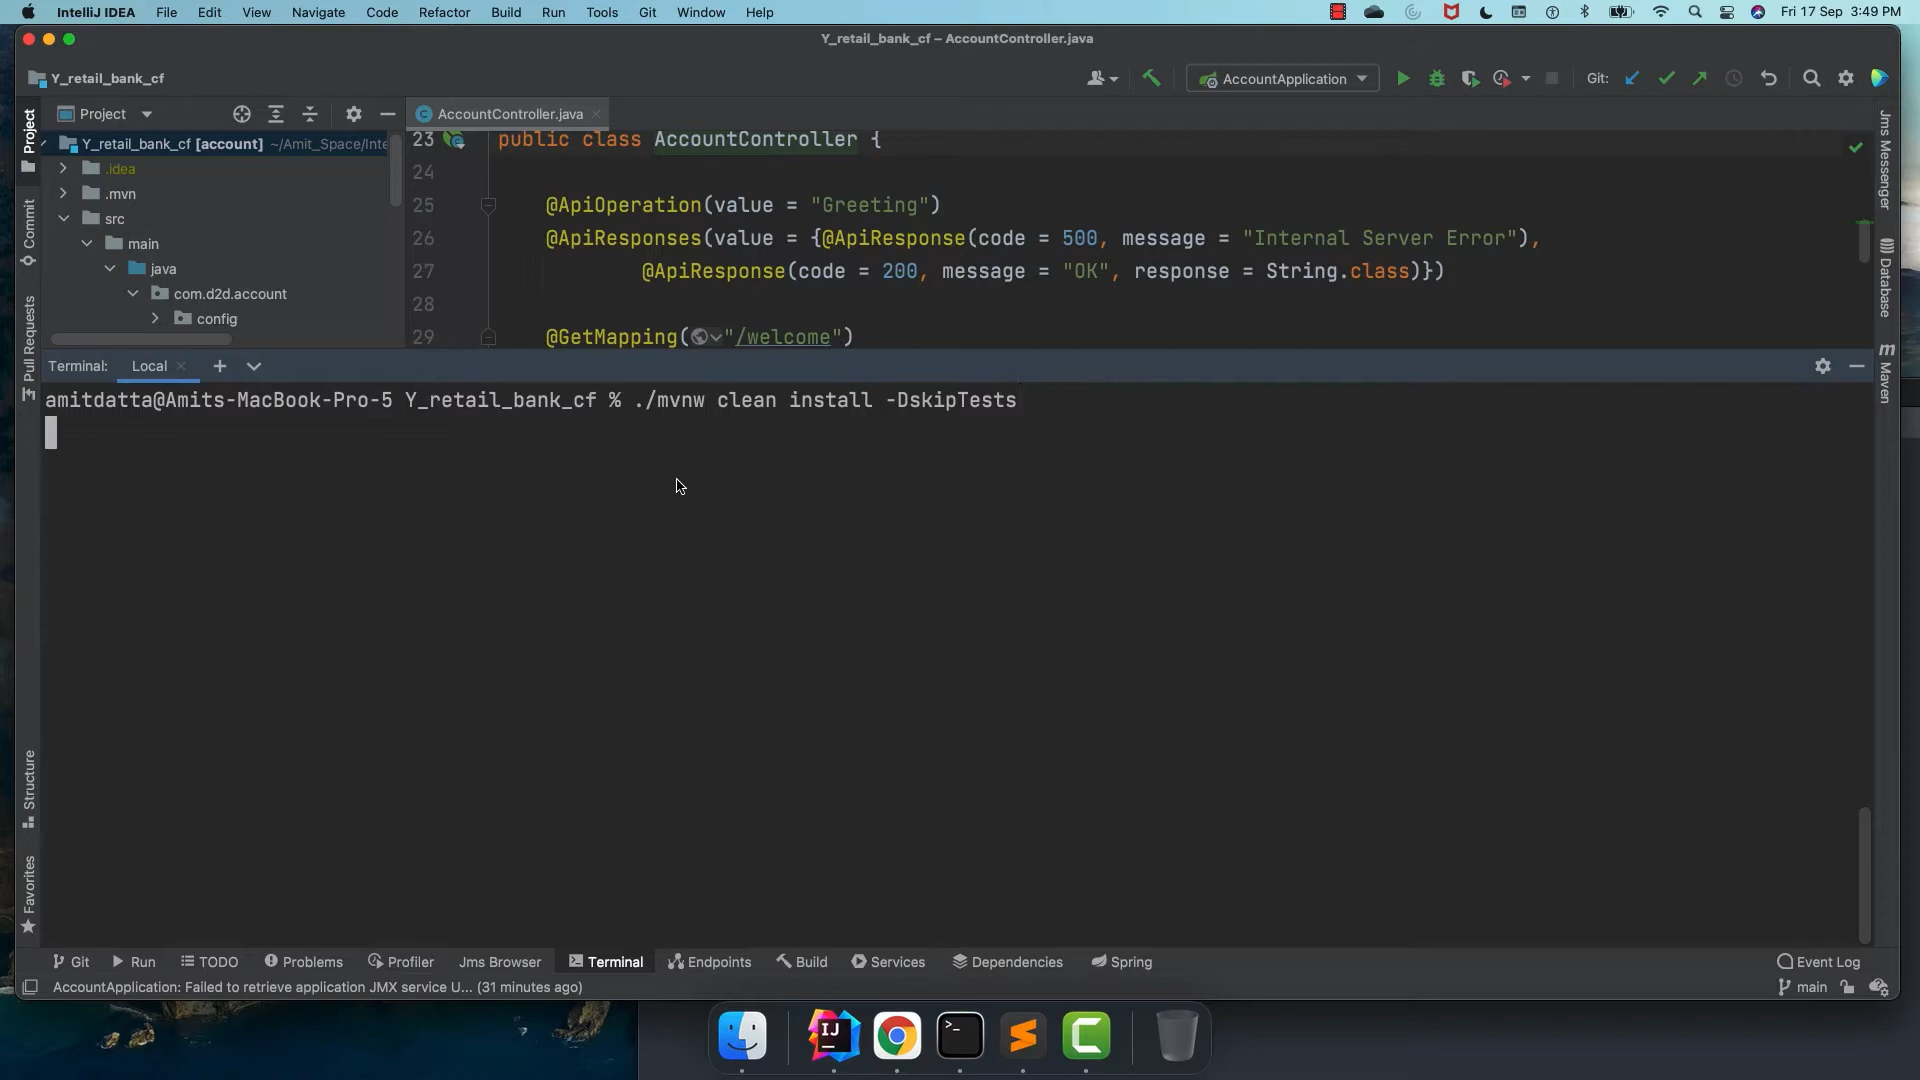 IntelliJ IDEA File Edit View Navigate Code Refactor Build Run Tools Git Window Help Fri 17 Sep 3:49 PM
Y_retail_bank_cf – AccountController.java
Y_retail_bank_cf AccountApplication Git:
Project AccountController.java
Y_retail_bank_cf [account] ~/Amit_Space/Inte
.idea
.mvn
src
main
java
com.d2d.account
config
23 public class AccountController {
24
25 @ApiOperation(value = "Greeting")
26 @ApiResponses(value = {@ApiResponse(code = 500, message = "Internal Server Error"),
27 @ApiResponse(code = 200, message = "OK", response = String.class)})
28
29 @GetMapping("/welcome")
Project
Commit
Pull Requests
Structure
Favorites
Jms Messenger
Database
Maven
Terminal: Local
amitdatta@Amits-MacBook-Pro-5 Y_retail_bank_cf % ./mvnw clean install -DskipTests
Git Run TODO Problems Profiler Jms Browser Terminal Endpoints Build Services Dependencies Spring Event Log
AccountApplication: Failed to retrieve application JMX service U... (31 minutes ago) main